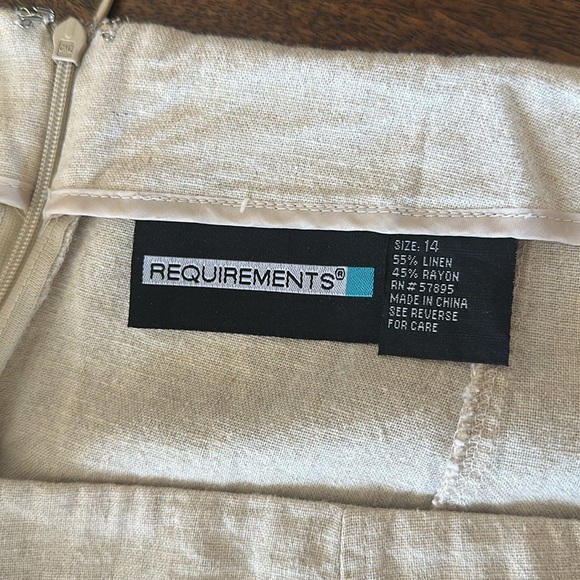 REQUIREMENTS®
SIZE: 14
55% LINEN
45% RAYON
RN # 57895
MADE IN CHINA
SEE REVERSE
FOR CARE